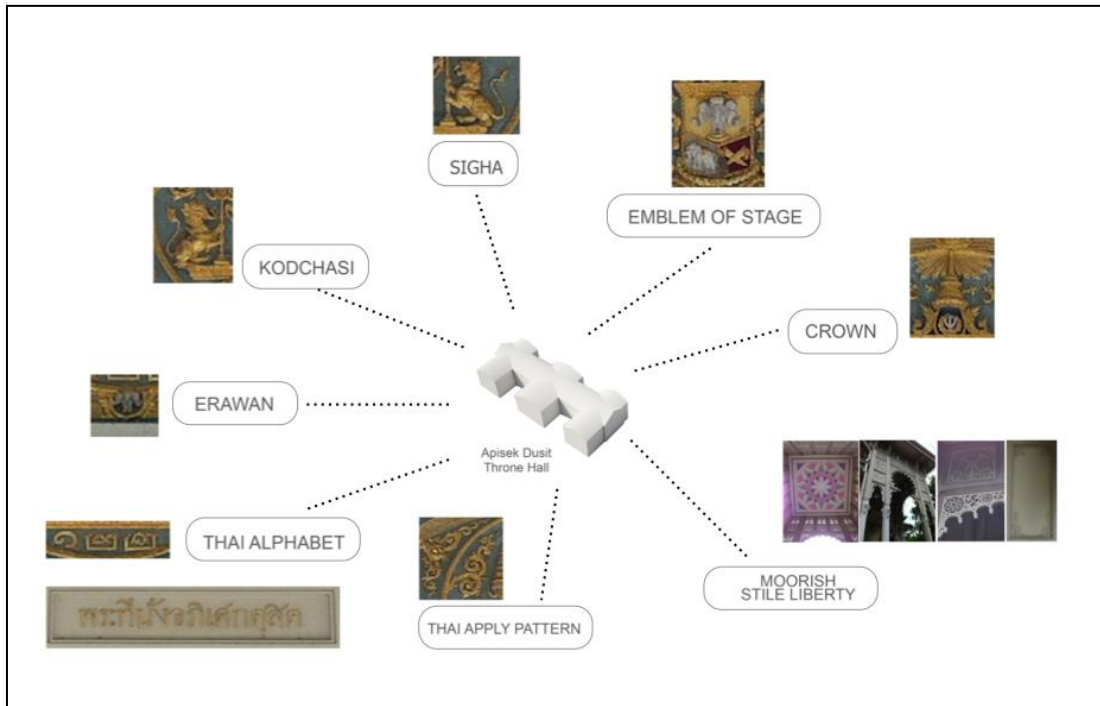 SIGHA
EMBLEM OF STAGE
KODCHASI
CROWN
ERAWAN
Apisek Dusit
Throne Hall
๑๒๒
THAI ALPHABET
พระที่นั่งอภิเศกดุสิต
THAI APPLY PATTERN
MOORISH
STILE LIBERTY